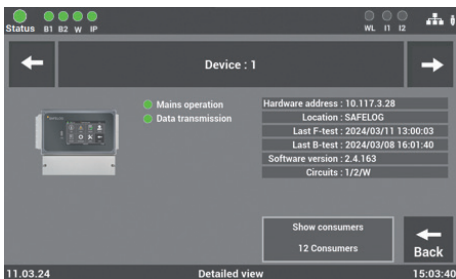 Status B1 B2 W IP WL I1 I2
Device : 1
Mains operation
Data transmission
Hardware address : 10.117.3.28
Location : SAFELOG
Last F-test : 2024/03/11 13:00:03
Last B-test : 2024/03/08 16:01:40
Software version : 2.4.163
Circuits : 1/2/W
Show consumers
12 Consumers
Back
11.03.24 Detailed view 15:03:40